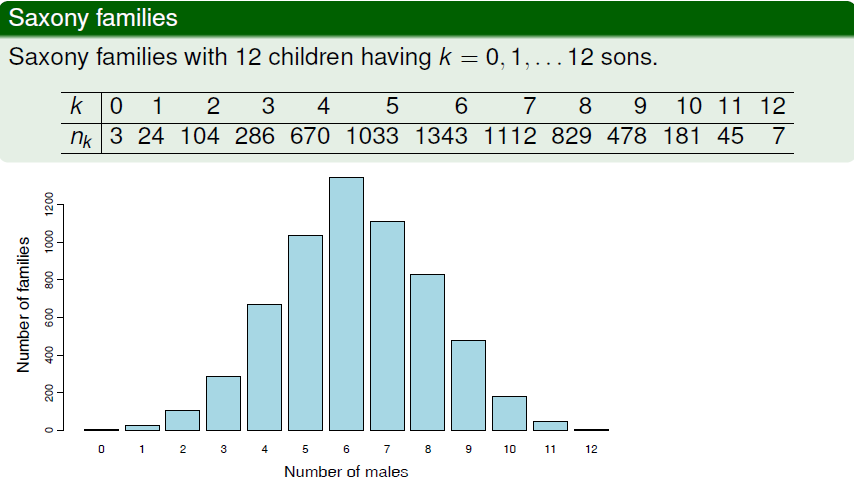 Saxony families
Saxony families with 12 children having k = 0, 1, . . . 12 sons.
k 0 1 2 3 4 5 6 7 8 9 10 11 12
nk 3 24 104 286 670 1033 1343 1112 829 478 181 45 7
Number of families
1200
1000
800
600
400
200
0
0 1 2 3 4 5 6 7 8 9 10 11 12
Number of males